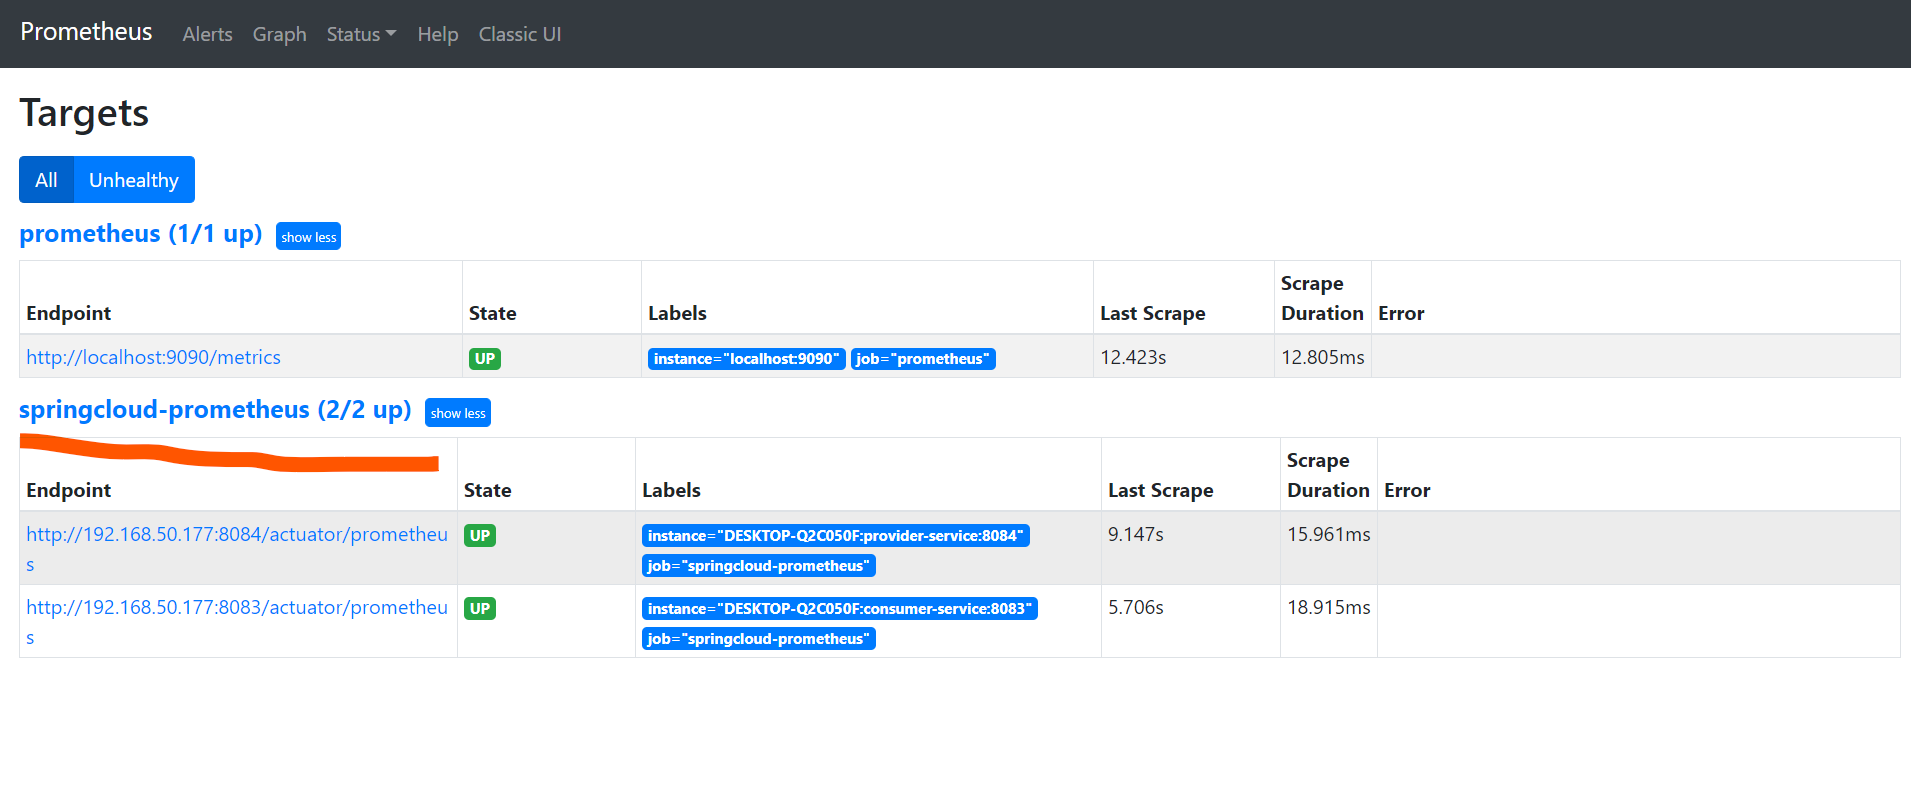 Prometheus Alerts Graph Status Help Classic UI
Targets
All Unhealthy
prometheus (1/1 up) show less
Scrape
Endpoint State Labels Last Scrape Duration Error
http://localhost:9090/metrics UP instance="localhost:9090" job="prometheus" 12.423s 12.805ms
springcloud-prometheus (2/2 up) show less
Scrape
Endpoint State Labels Last Scrape Duration Error
http://192.168.50.177:8084/actuator/prometheu UP instance="DESKTOP-Q2C050F:provider-service:8084" 9.147s 15.961ms
s job="springcloud-prometheus"
http://192.168.50.177:8083/actuator/prometheu UP instance="DESKTOP-Q2C050F:consumer-service:8083" 5.706s 18.915ms
s job="springcloud-prometheus"